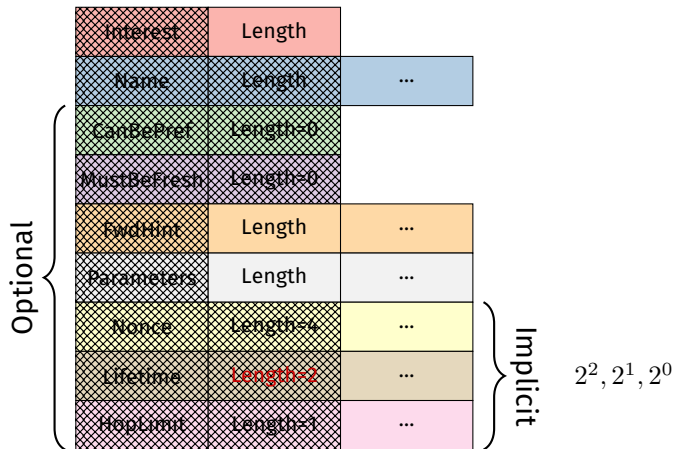 Interest Length
Name Length ...
CanBePref Length=0
MustBeFresh Length=0
FwdHint Length ...
Parameters Length ...
Nonce Length=4 ...
Lifetime Length=2 ...
HopLimit Length=1 ...
Optional
Implicit
2², 2¹, 2⁰